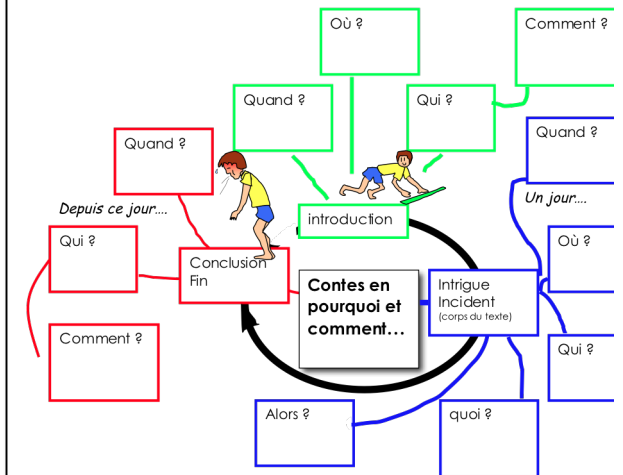 Où ?
Comment ?
Quand ?
Qui ?
Quand ?
Quand ?
Depuis ce jour....
Un jour....
introduction
Qui ?
Où ?
Conclusion
Fin
Contes en
pourquoi et
comment...
Intrigue
Incident
(corps du texte)
Comment ?
Qui ?
Alors ?
quoi ?